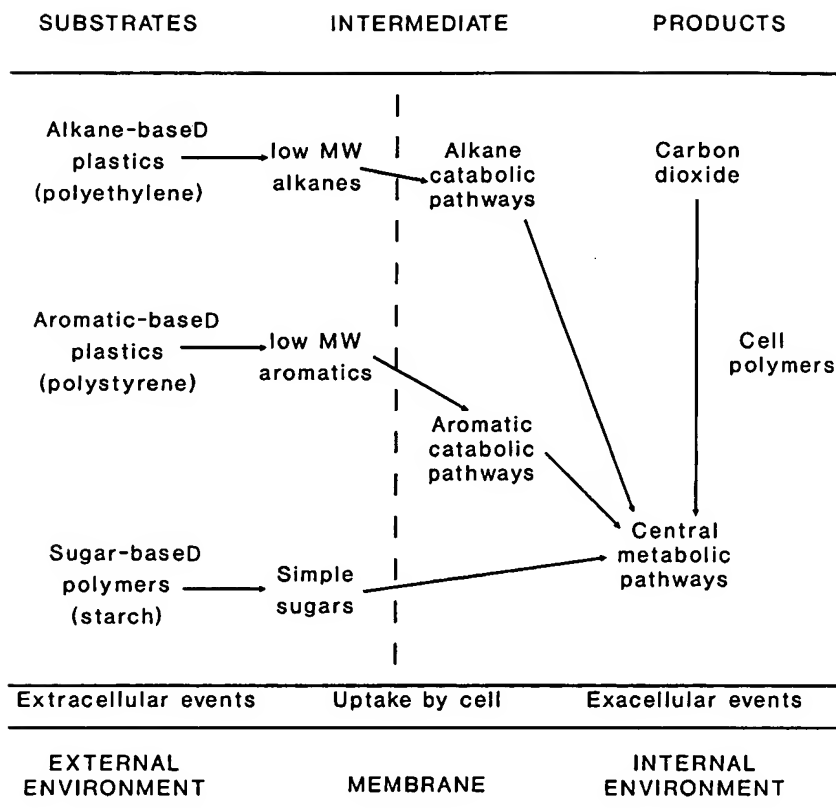 SUBSTRATES INTERMEDIATE PRODUCTS
Alkane-baseD
plastics
(polyethylene)
low MW
alkanes
Alkane
catabolic
pathways
Carbon
dioxide
Aromatic-baseD
plastics
(polystyrene)
low MW
aromatics
Aromatic
catabolic
pathways
Cell
polymers
Sugar-baseD
polymers
(starch)
Simple
sugars
Central
metabolic
pathways
Extracellular events Uptake by cell Exacellular events
EXTERNAL
ENVIRONMENT
MEMBRANE
INTERNAL
ENVIRONMENT